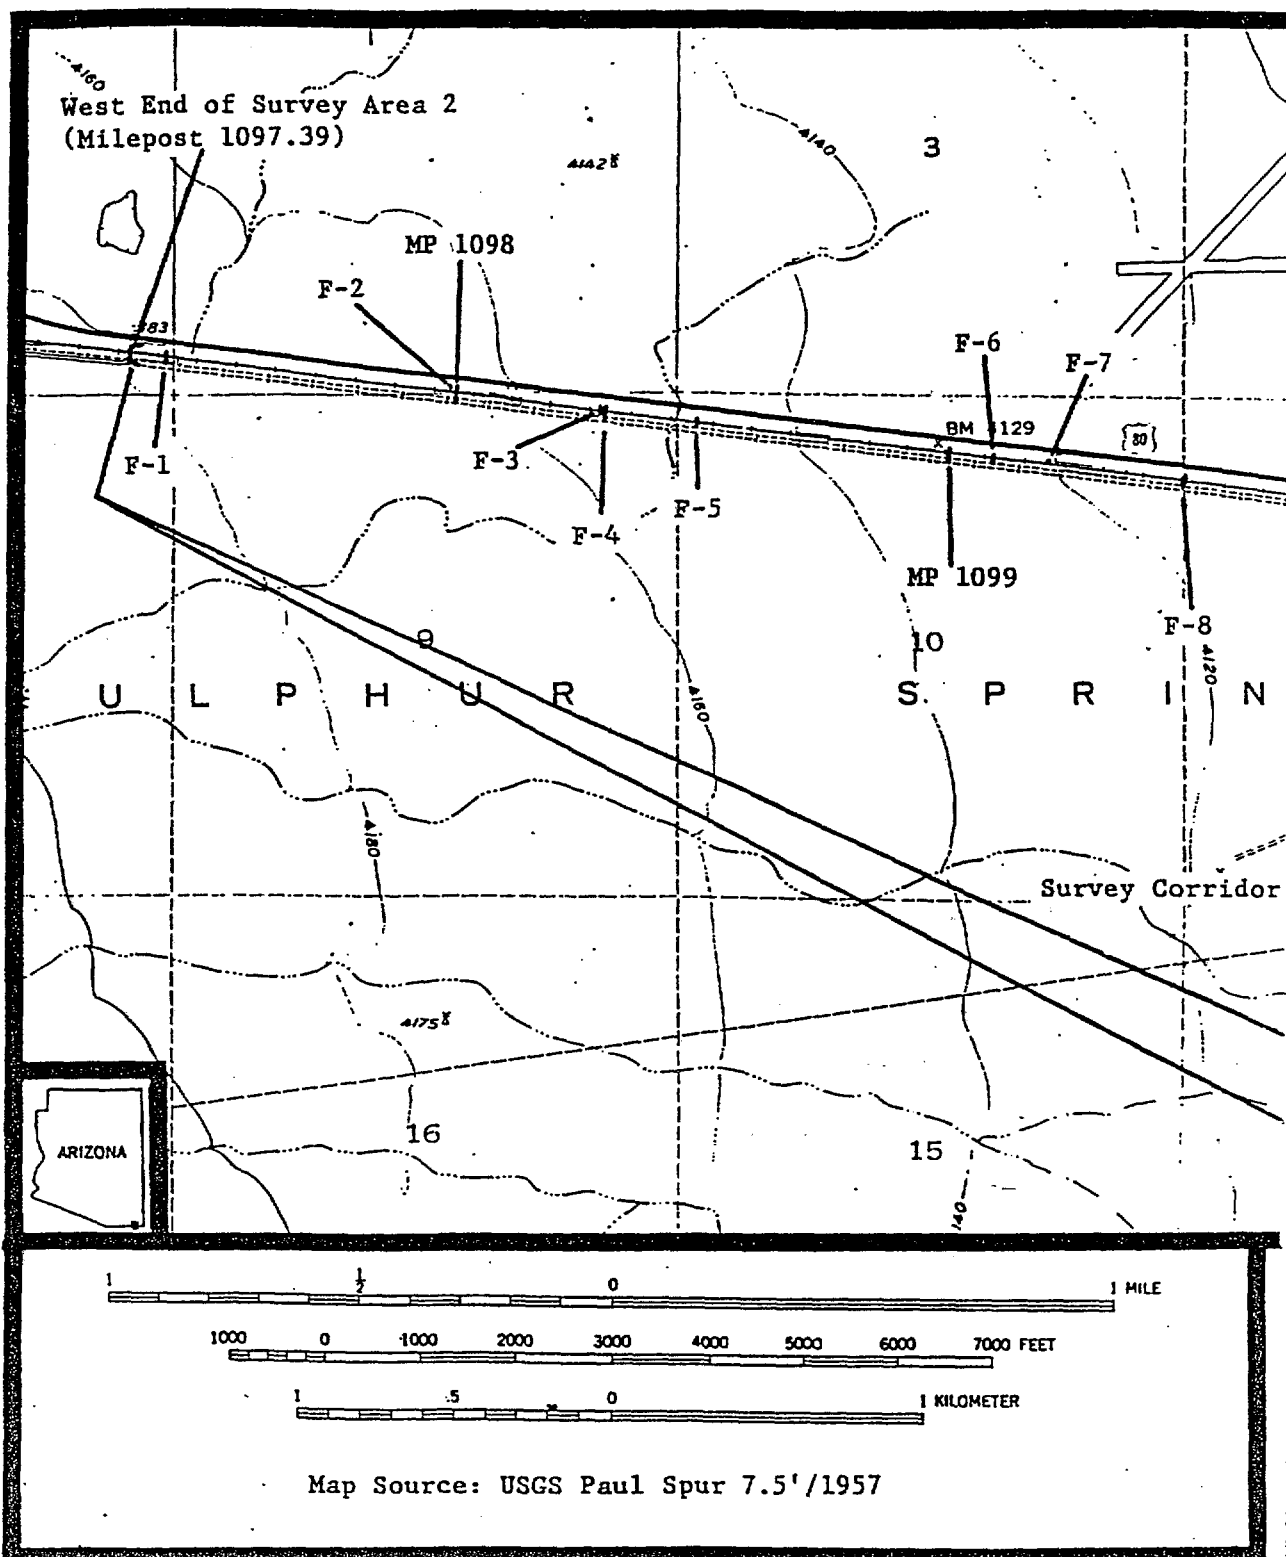 4160
West End of Survey Area 2
(Milepost 1097.39)
4142
4140
3
MP 1098
F-2
F-6
F-7
BM 4129
80
F-1
F-3
F-4
F-5
MP 1099
F-8
9
10
4120
U L P H U R
S P R I N
4160
4180
Survey Corridor
4175
ARIZONA
16
15
1 1/2 0 1 MILE
1000 0 1000 2000 3000 4000 5000 6000 7000 FEET
1 .5 0 1 KILOMETER
Map Source: USGS Paul Spur 7.5'/1957